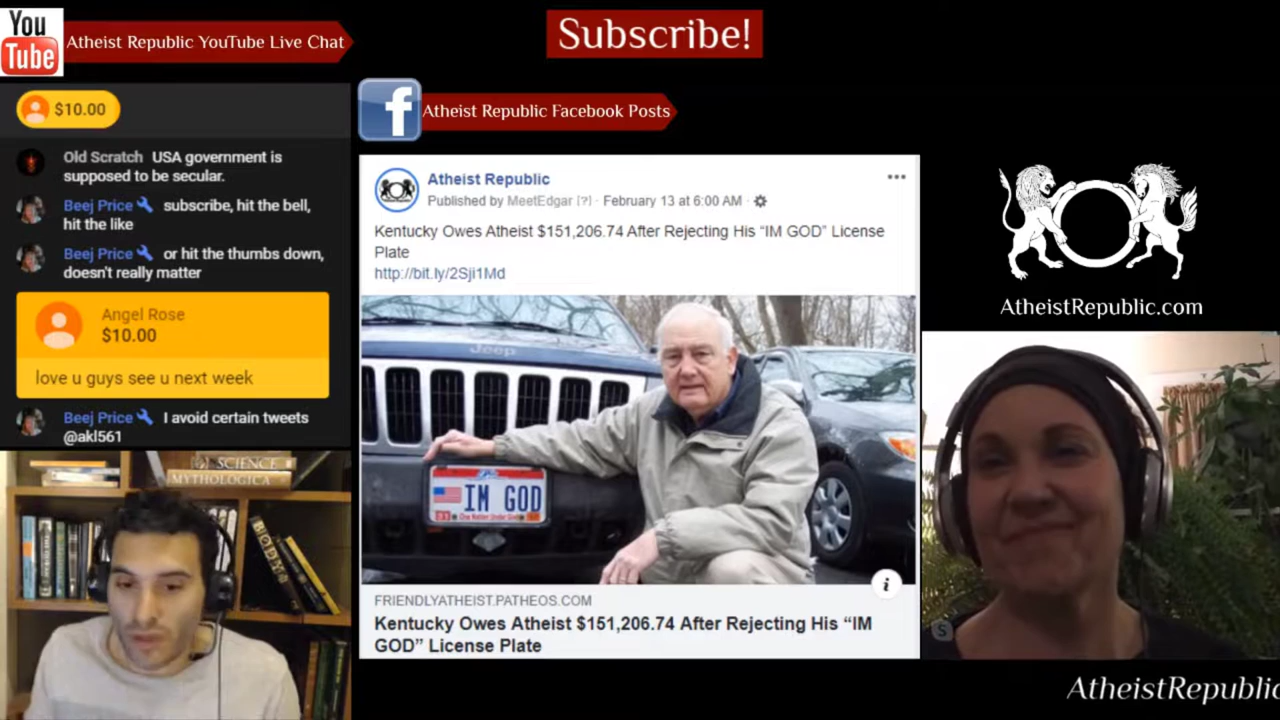 You
Tube
Atheist Republic YouTube Live Chat
Subscribe!
$10.00
Old Scratch USA government is
supposed to be secular.
Beej Price subscribe, hit the bell,
hit the like
Beej Price or hit the thumbs down,
doesn't really matter
Angel Rose
$10.00
love u guys see u next week
Beej Price I avoid certain tweets
@akl561
SCIENCE
MYTHOLOGICA
f
Atheist Republic Facebook Posts
Atheist Republic
Published by MeetEdgar [?] · February 13 at 6:00 AM ·
Kentucky Owes Atheist $151,206.74 After Rejecting His “IM GOD” License
Plate
http://bit.ly/2Sji1Md
Jeep
IM GOD
One Nation Under God
i
FRIENDLYATHEIST.PATHEOS.COM
Kentucky Owes Atheist $151,206.74 After Rejecting His “IM
GOD” License Plate
AtheistRepublic.com
S
AtheistRepublic